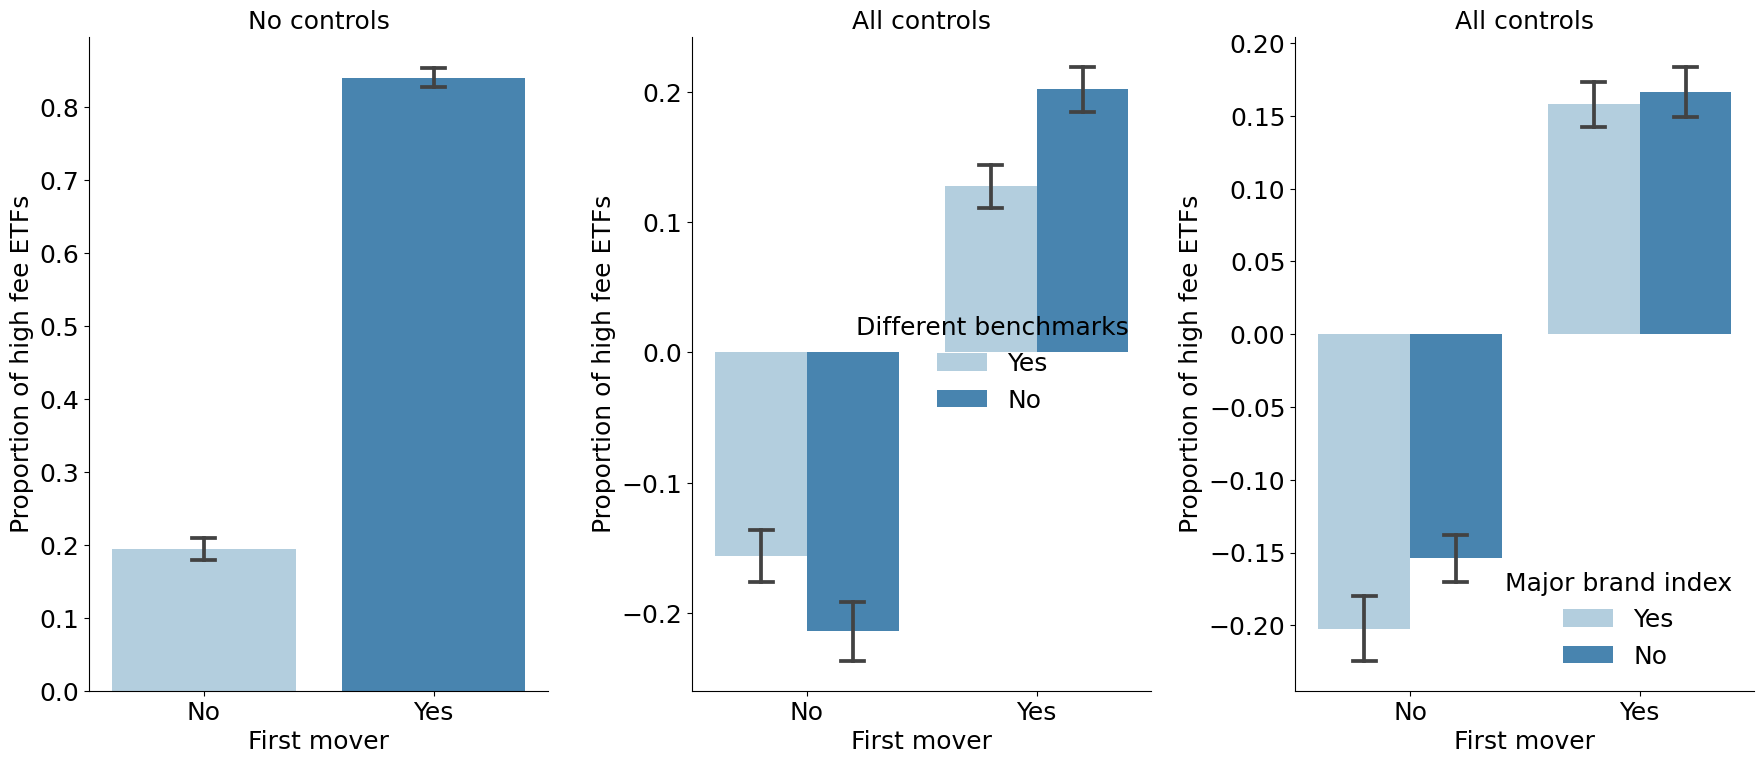 No controls
Proportion of high fee ETFs
0.8
0.7
0.6
0.5
0.4
0.3
0.2
0.1
0.0
No
Yes
First mover
All controls
Proportion of high fee ETFs
0.2
0.1
0.0
−0.1
−0.2
Different benchmarks
Yes
No
No
Yes
First mover
All controls
Proportion of high fee ETFs
0.20
0.15
0.10
0.05
0.00
−0.05
−0.10
−0.15
−0.20
Major brand index
Yes
No
No
Yes
First mover